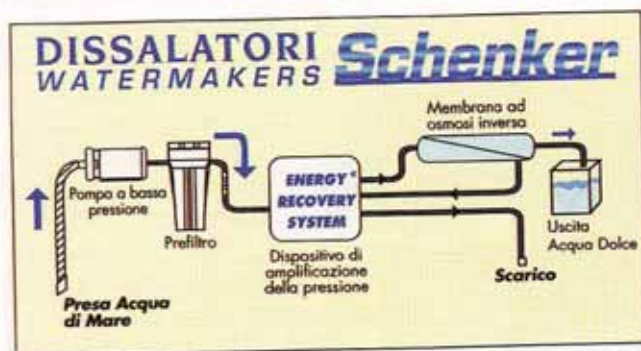 DISSALATORI
WATERMAKERS
Schenker
Membrana ad
osmosi inversa
Pompa a bassa
pressione
Prefiltro
ENERGY®
RECOVERY
SYSTEM
Uscita
Acqua Dolce
Dispositivo di
amplificazione
della pressione
Scarico
Presa Acqua
di Mare